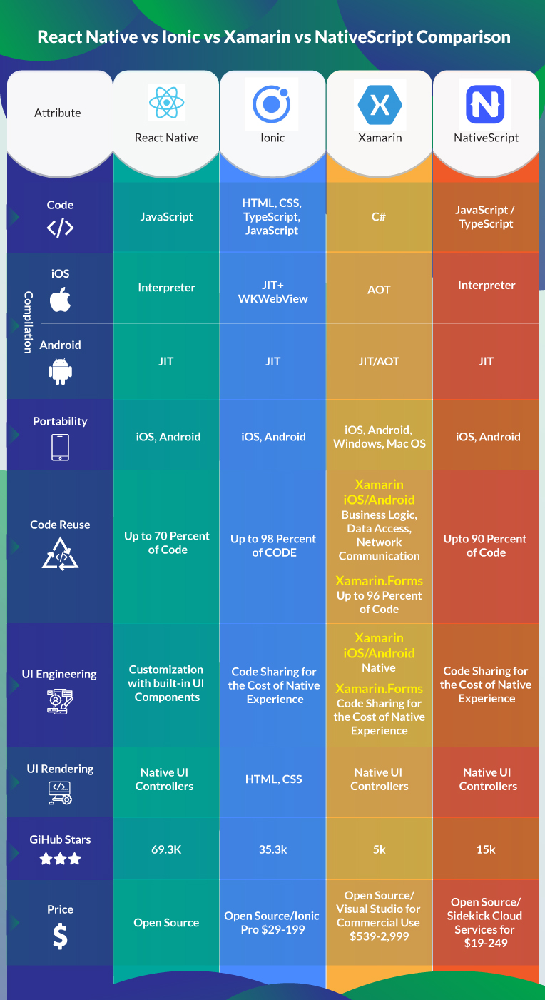 React Native vs Ionic vs Xamarin vs NativeScript Comparison
Attribute
React Native
Ionic
Xamarin
NativeScript
Code
JavaScript
HTML, CSS,
TypeScript,
JavaScript
C#
JavaScript /
TypeScript
Compilation
iOS
Interpreter
JIT+
WKWebView
AOT
Interpreter
Android
JIT
JIT
JIT/AOT
JIT
Portability
iOS, Android
iOS, Android
iOS, Android,
Windows, Mac OS
iOS, Android
Code Reuse
Up to 70 Percent
of Code
Up to 98 Percent
of CODE
Xamarin
iOS/Android
Business Logic,
Data Access,
Network
Communication
Xamarin.Forms
Up to 96 Percent
of Code
Upto 90 Percent
of Code
UI Engineering
Customization
with built-in UI
Components
Code Sharing for
the Cost of Native
Experience
Xamarin
iOS/Android
Native
Xamarin.Forms
Code Sharing for
the Cost of Native
Experience
Code Sharing for
the Cost of Native
Experience
UI Rendering
Native UI
Controllers
HTML, CSS
Native UI
Controllers
Native UI
Controllers
GiHub Stars
69.3K
35.3k
5k
15k
Price
Open Source
Open Source/Ionic
Pro $29-199
Open Source/
Visual Studio for
Commercial Use
$539-2,999
Open Source/
Sidekick Cloud
Services for
$19-249